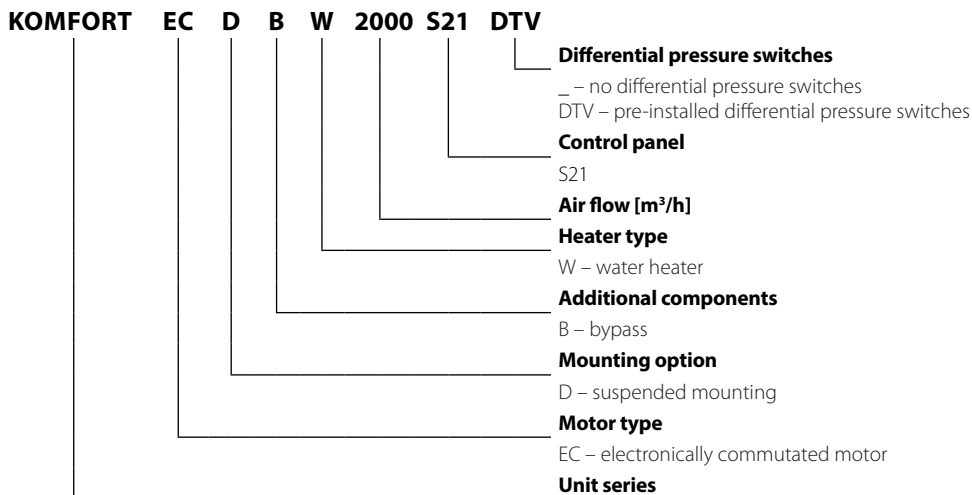 KOMFORT EC D B W 2000 S21 DTV
Differential pressure switches
_ – no differential pressure switches
DTV – pre-installed differential pressure switches
Control panel
S21
Air flow [m³/h]
Heater type
W – water heater
Additional components
B – bypass
Mounting option
D – suspended mounting
Motor type
EC – electronically commutated motor
Unit series